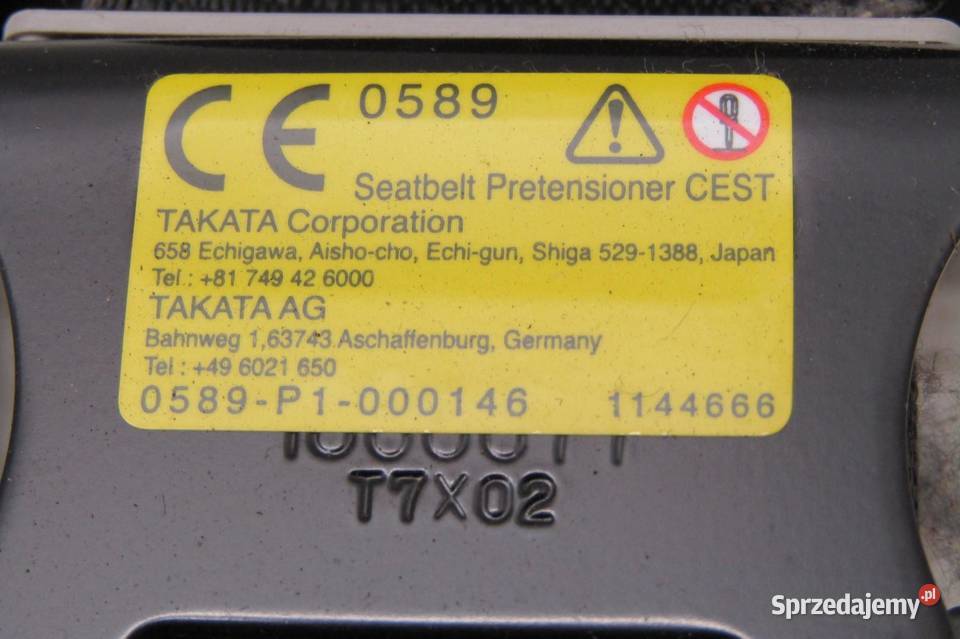 CE 0589
Seatbelt Pretensioner CEST
TAKATA Corporation
658 Echigawa, Aisho-cho, Echi-gun, Shiga 529-1388, Japan
Tel : +81 749 42 6000
TAKATA AG
Bahnweg 1,63743 Aschaffenburg, Germany
Tel : +49 6021 650
0589-P1-000146 1144666
T7X02
Sprzedajemy.pl